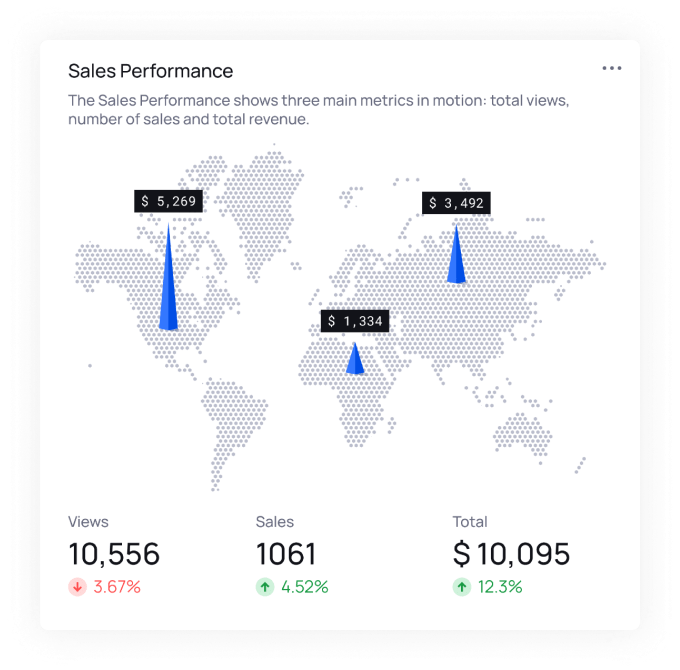 Sales Performance
The Sales Performance shows three main metrics in motion: total views,
number of sales and total revenue.
$ 5,269
$ 3,492
$ 1,334
Views
Sales
Total
10,556
1061
$ 10,095
3.67%
4.52%
12.3%